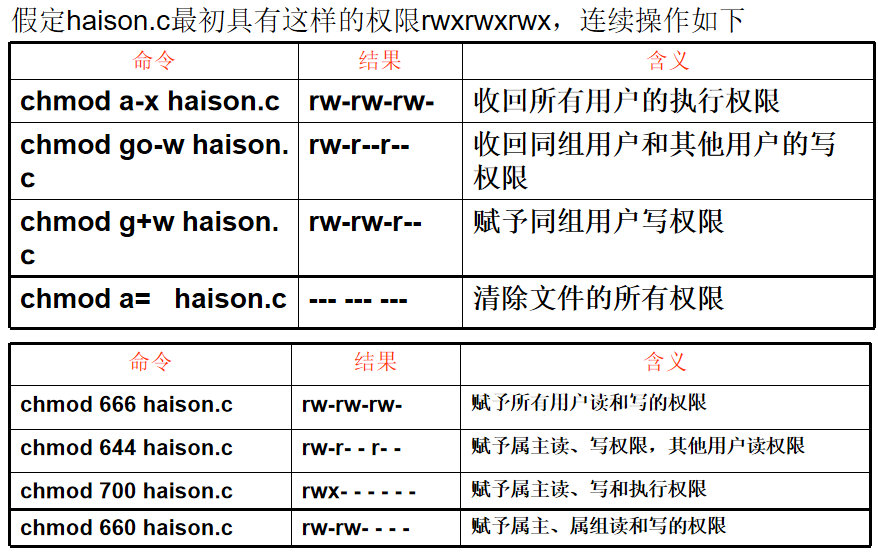 假定haison.c最初具有这样的权限rwxrwxrwx，连续操作如下
命令 结果 含义
chmod a-x haison.c rw-rw-rw- 收回所有用户的执行权限
chmod go-w haison. rw-r--r-- 收回同组用户和其他用户的写
c 权限
chmod g+w haison. rw-rw-r-- 赋予同组用户写权限
c
chmod a= haison.c --- --- --- 清除文件的所有权限
命令 结果 含义
chmod 666 haison.c rw-rw-rw- 赋予所有用户读和写的权限
chmod 644 haison.c rw-r- - r- - 赋予属主读、写权限，其他用户读权限
chmod 700 haison.c rwx- - - - - - 赋予属主读、写和执行权限
chmod 660 haison.c rw-rw- - - - 赋予属主、属组读和写的权限